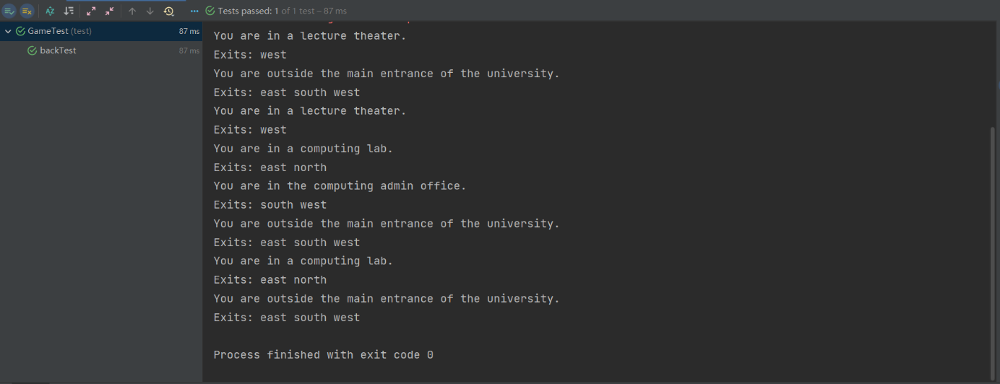 Tests passed: 1 of 1 test – 87 ms
GameTest (test) 87 ms
backTest 87 ms
You are in a lecture theater.
Exits: west
You are outside the main entrance of the university.
Exits: east south west
You are in a lecture theater.
Exits: west
You are in a computing lab.
Exits: east north
You are in the computing admin office.
Exits: south west
You are outside the main entrance of the university.
Exits: east south west
You are in a computing lab.
Exits: east north
You are outside the main entrance of the university.
Exits: east south west
Process finished with exit code 0